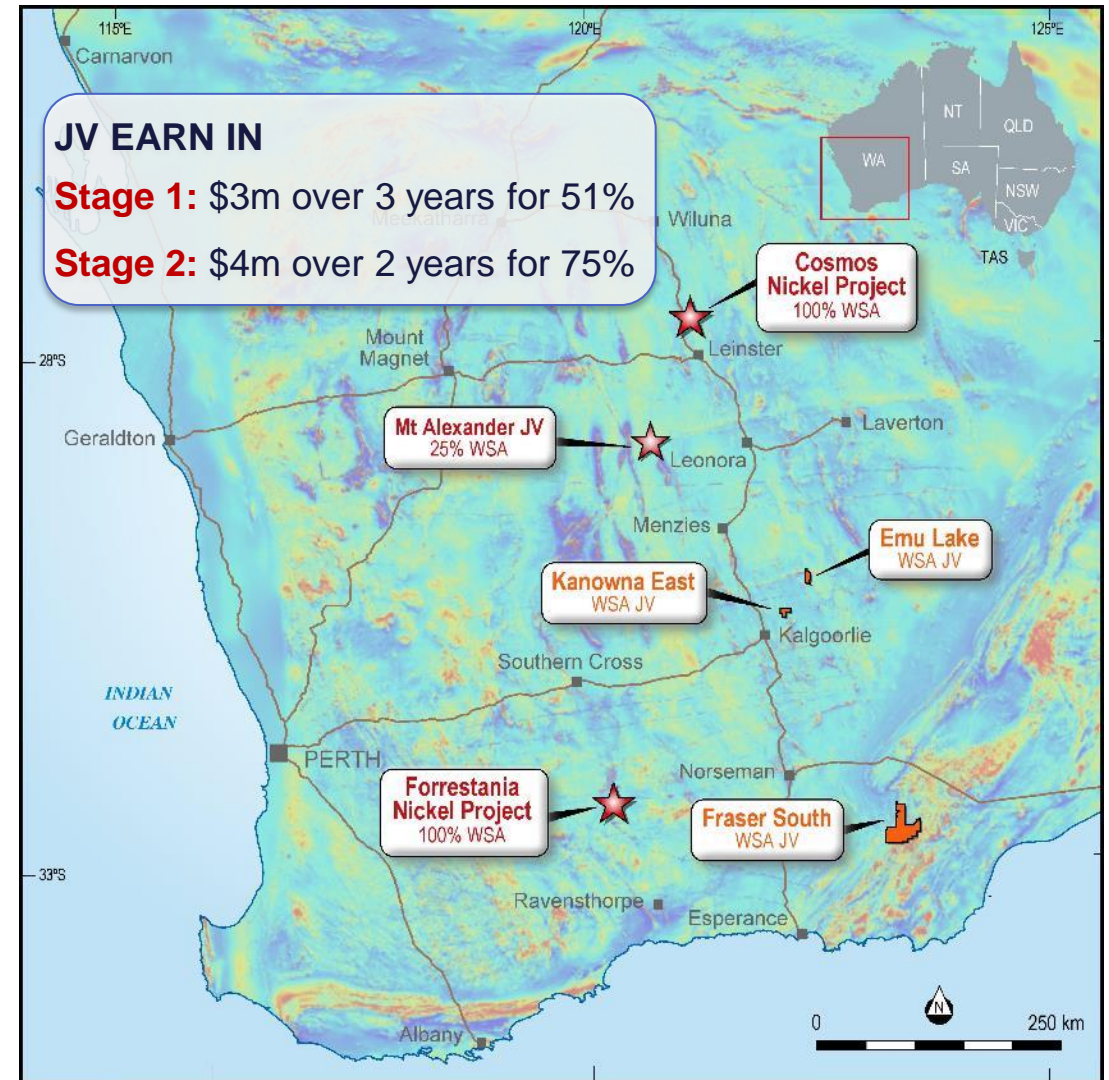 115°E
120°E
125°E
Carnarvon
JV EARN IN
Stage 1: $3m over 3 years for 51%
Meekatharra
Stage 2: $4m over 2 years for 75%
Wiluna
NT
QLD
WA
SA
NSW
VIC
TAS
Cosmos
Nickel Project
100% WSA
Mount
Magnet
Leinster
28°S
Geraldton
Mt Alexander JV
25% WSA
Laverton
Leonora
Menzies
Emu Lake
WSA JV
Kanowna East
WSA JV
Kalgoorlie
Southern Cross
INDIAN
OCEAN
PERTH
Norseman
Forrestania
Nickel Project
100% WSA
Fraser South
WSA JV
33°S
Ravensthorpe
Esperance
Albany
N
0
250 km